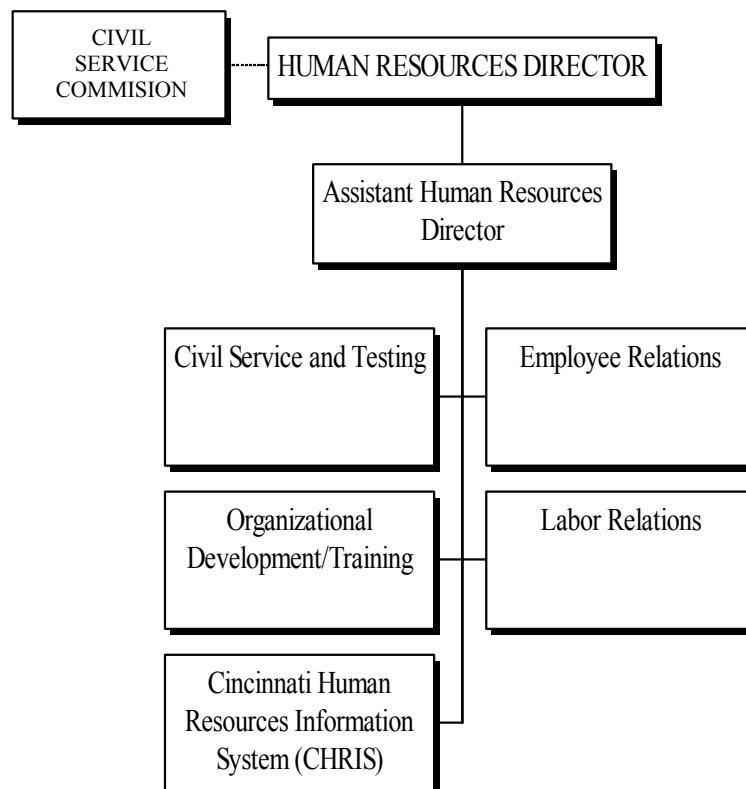 CIVIL
SERVICE
COMMISION
HUMAN RESOURCES DIRECTOR
Assistant Human Resources
Director
Civil Service and Testing
Employee Relations
Organizational
Development/Training
Labor Relations
Cincinnati Human
Resources Information
System (CHRIS)